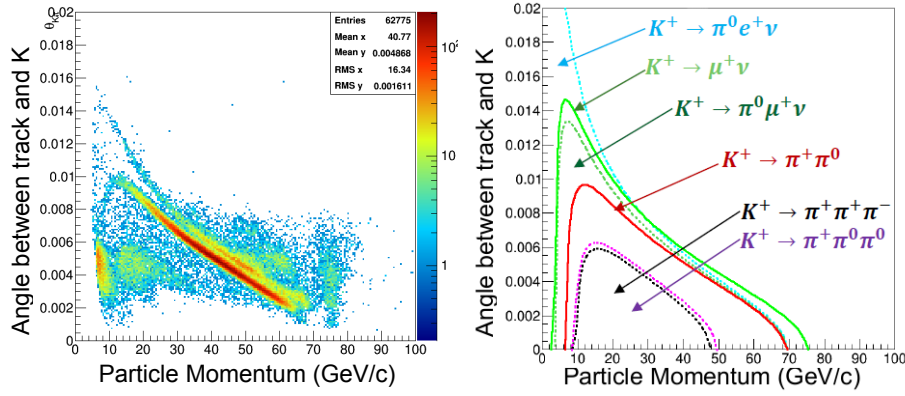 θ
Entries 62775
Mean x 40.77
Mean y 0.004868
RMS x 16.34
RMS y 0.001611
Angle between track and K
0.02
0.018
0.016
0.014
0.012
0.01
0.008
0.006
0.004
0.002
0
0 10 20 30 40 50 60 70 80 90 100
Particle Momentum (GeV/c)
10
1
Angle between track and K
0.02
0.018
0.016
0.014
0.012
0.01
0.008
0.006
0.004
0.002
0 10 20 30 40 50 60 70 80 90 100
Particle Momentum (GeV/c)
K⁺ → π⁰e⁺ν
K⁺ → μ⁺ν
K⁺ → π⁰μ⁺ν
K⁺ → π⁺π⁰
K⁺ → π⁺π⁺π⁻
K⁺ → π⁺π⁰π⁰